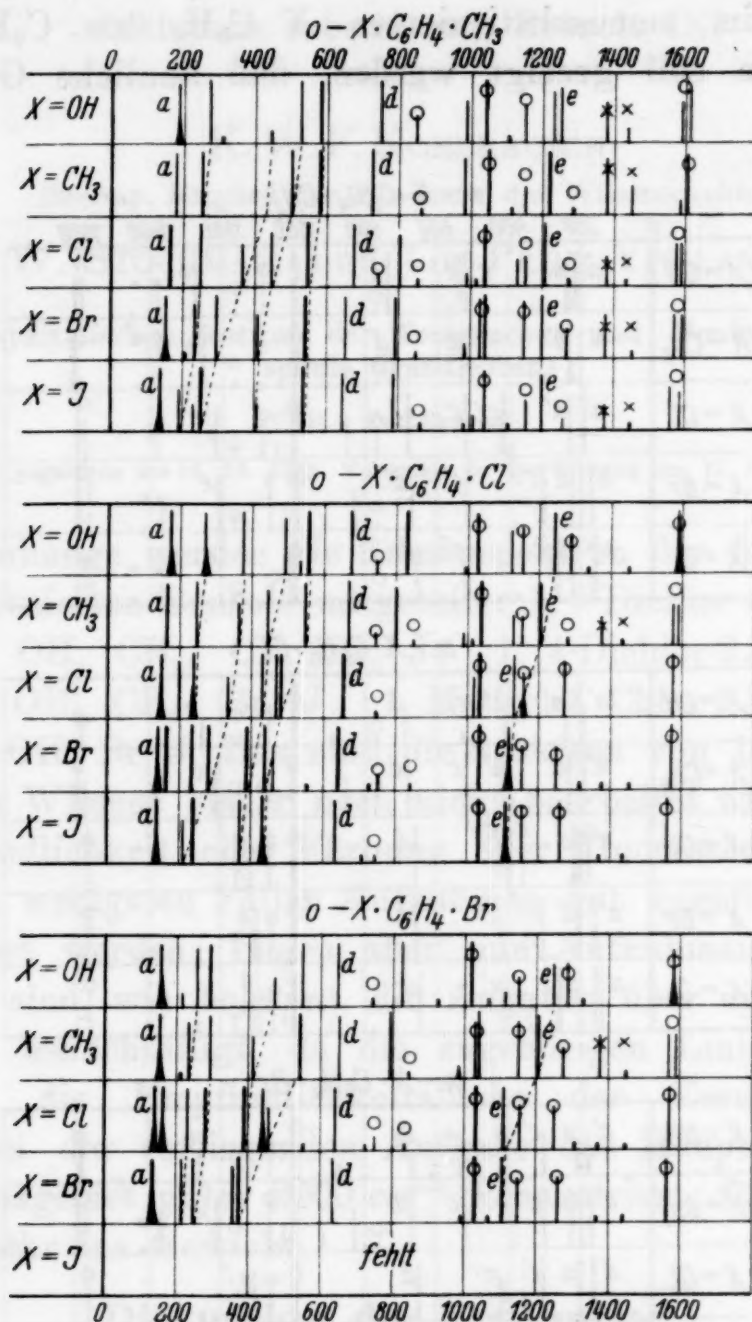 o—X·C₆H₄·CH₃
0 200 400 600 800 1000 1200 1400 1600
X=OH a d e
X=CH₃ a d e
X=Cl a d e
X=Br a d e
X=J a d e
o—X·C₆H₄·Cl
X=OH a d e
X=CH₃ a d e
X=Cl a d e
X=Br a d e
X=J a d e
o—X·C₆H₄·Br
X=OH a d e
X=CH₃ a d e
X=Cl a d e
X=Br a d e
X=J fehlt
0 200 400 600 800 1000 1200 1400 1600